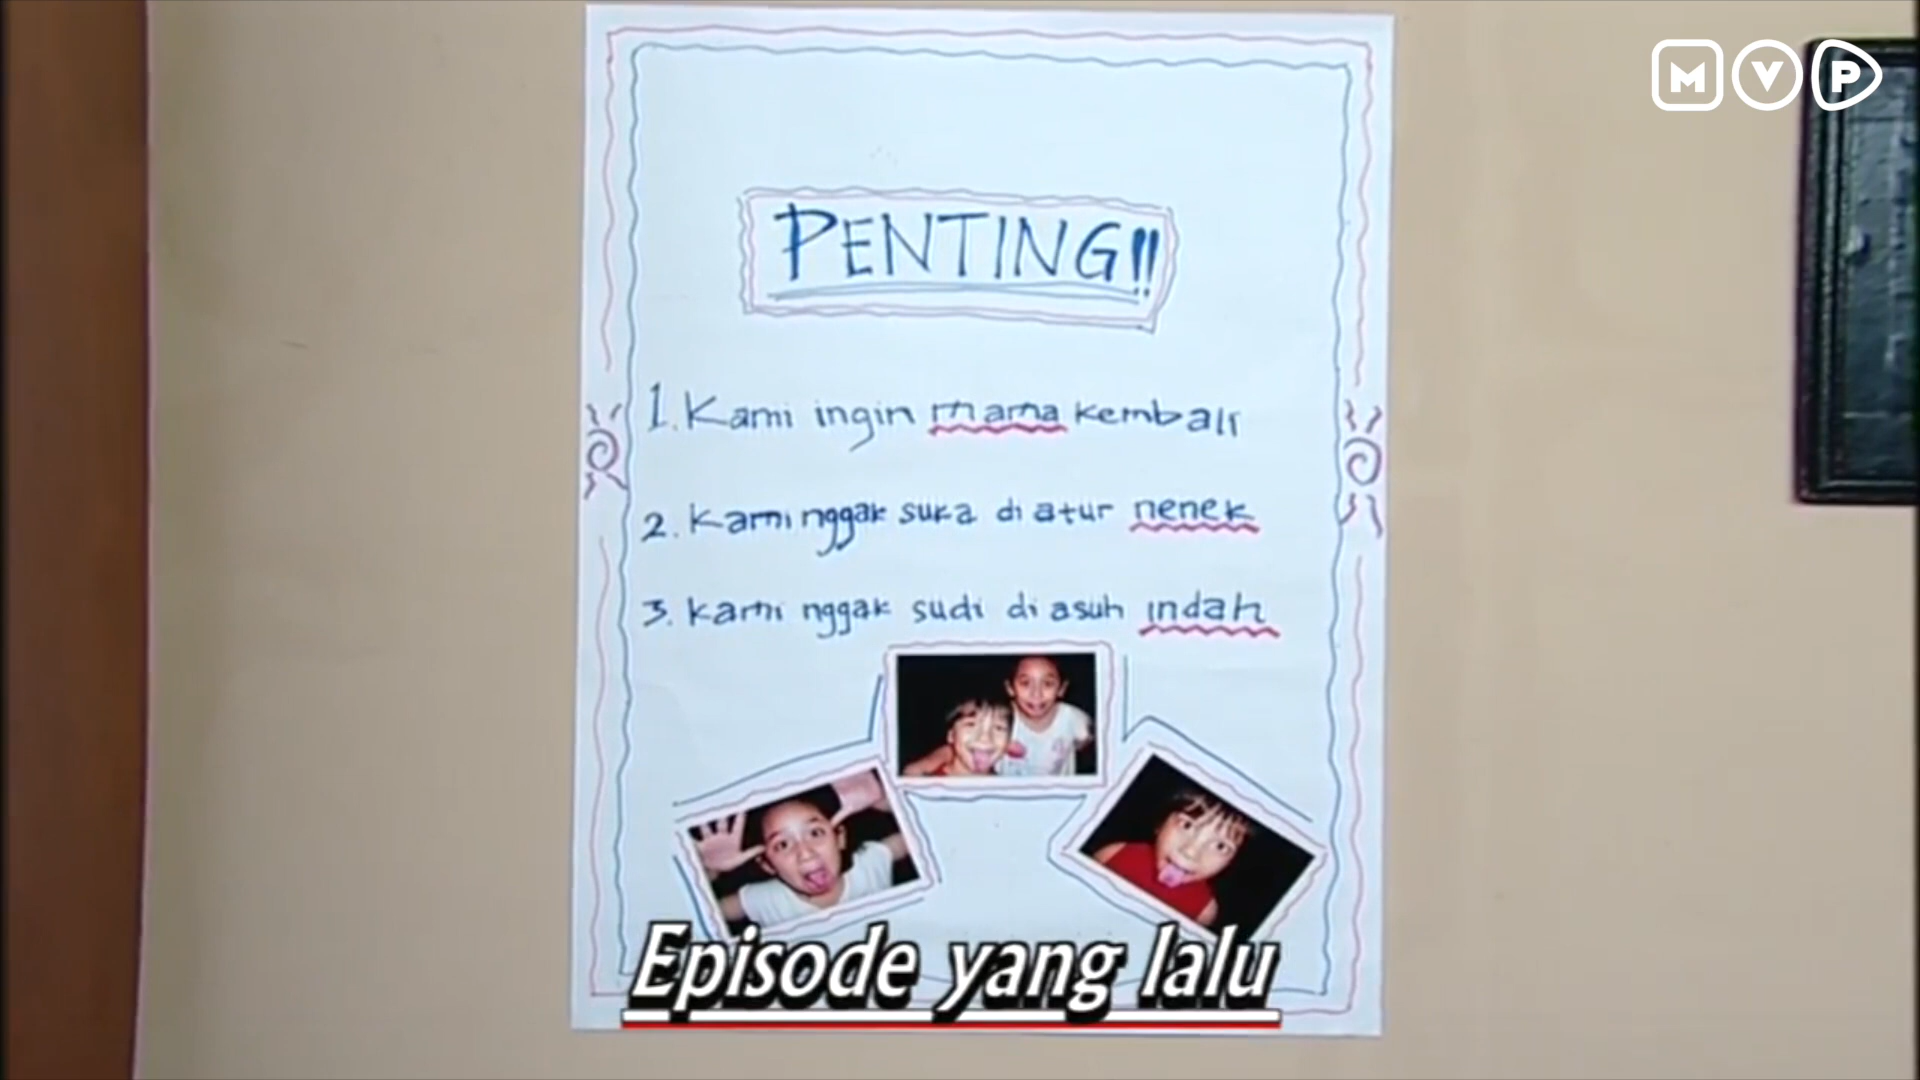 MVP
PENTING!!
1. Kami ingin mama kembali
2. Kami nggak suka di atur nenek
3. kami nggak sudi di asuh indah
Episode yang lalu